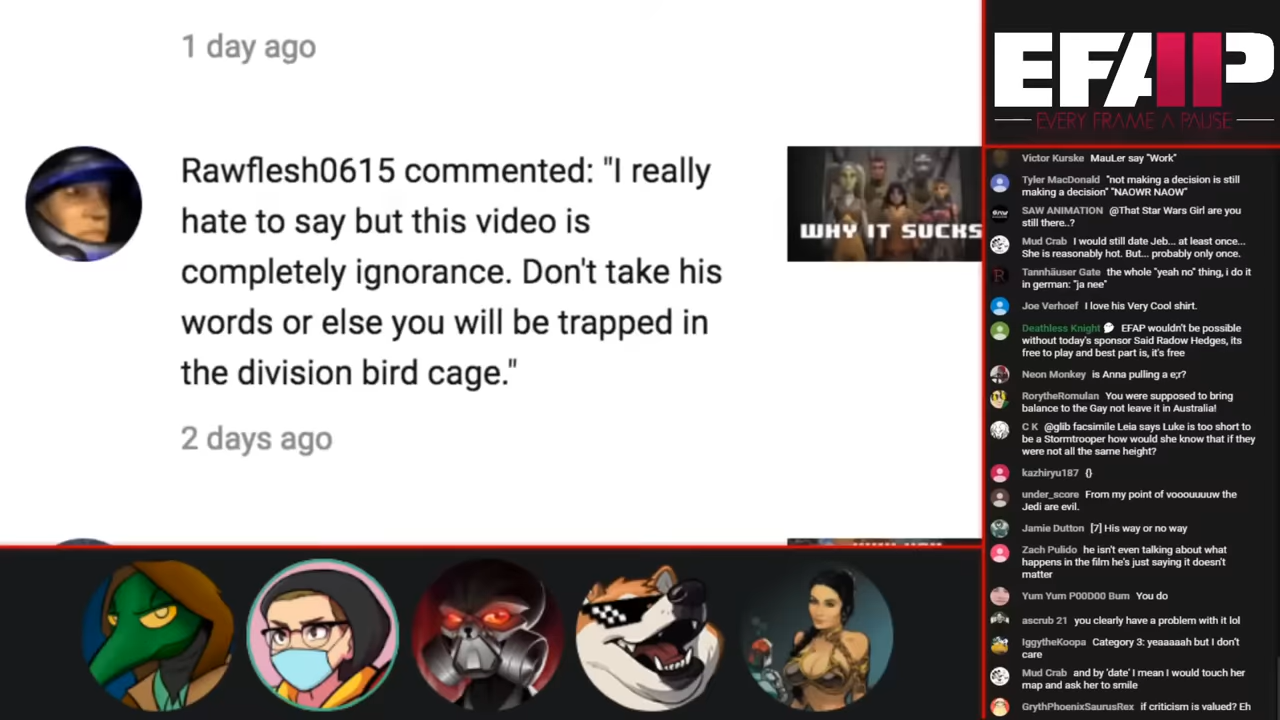 1 day ago
Rawflesh0615 commented: "I really
hate to say but this video is
completely ignorance. Don't take his
words or else you will be trapped in
the division bird cage."
2 days ago
WHY IT SUCKS
EFAP
EVERY FRAME A PAUSE
Victor Kurske MauLer say "Work"
Tyler MacDonald "not making a decision is still
making a decision" "NAOWR NAOW"
SAW ANIMATION @That Star Wars Girl are you
still there..?
Mud Crab I would still date Jeb... at least once...
She is reasonably hot. But... probably only once.
Tannhäuser Gate the whole "yeah no" thing, i do it
in german: "ja nee"
Joe Verhoef I love his Very Cool shirt.
Deathless Knight EFAP wouldn't be possible
without today's sponsor Said Radow Hedges, its
free to play and best part is, it's free
Neon Monkey is Anna pulling a e;r?
RorytheRomulan You were supposed to bring
balance to the Gay not leave it in Australia!
C K @glib facsimile Leia says Luke is too short to
be a Stormtrooper how would she know that if they
were not all the same height?
kazhiryu187 {}
under_score From my point of vooouuuuw the
Jedi are evil.
Jamie Dutton [7] His way or no way
Zach Pulido he isn't even talking about what
happens in the film he's just saying it doesn't
matter
Yum Yum P00D00 Bum You do
ascrub 21 you clearly have a problem with it lol
IggytheKoopa Category 3: yeaaaaah but I don't
care
Mud Crab and by 'date' I mean I would touch her
map and ask her to smile
GrythPhoenixSaurusRex if criticism is valued? Eh